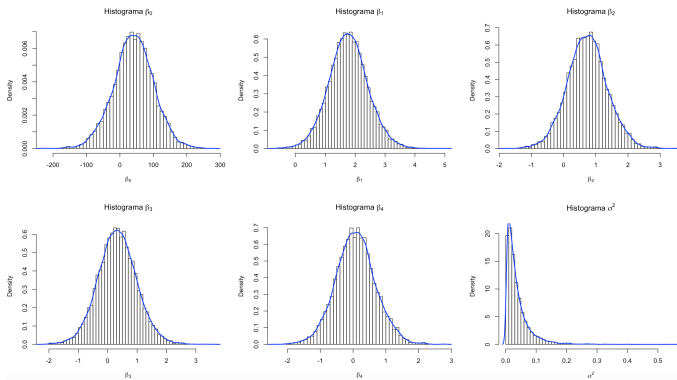 Histograma β0
Density
0.000 0.002 0.004 0.006
-200 -100 0 100 200 300
β0
Histograma β1
Density
0.0 0.1 0.2 0.3 0.4 0.5 0.6
0 1 2 3 4 5
β1
Histograma β2
Density
0.0 0.1 0.2 0.3 0.4 0.5 0.6 0.7
-2 -1 0 1 2 3
β2
Histograma β3
Density
0.0 0.1 0.2 0.3 0.4 0.5 0.6
-2 -1 0 1 2 3
β3
Histograma β4
Density
0.0 0.1 0.2 0.3 0.4 0.5 0.6 0.7
-2 -1 0 1 2 3
β4
Histograma σ²
Density
0 5 10 15 20
0.0 0.1 0.2 0.3 0.4 0.5
σ²